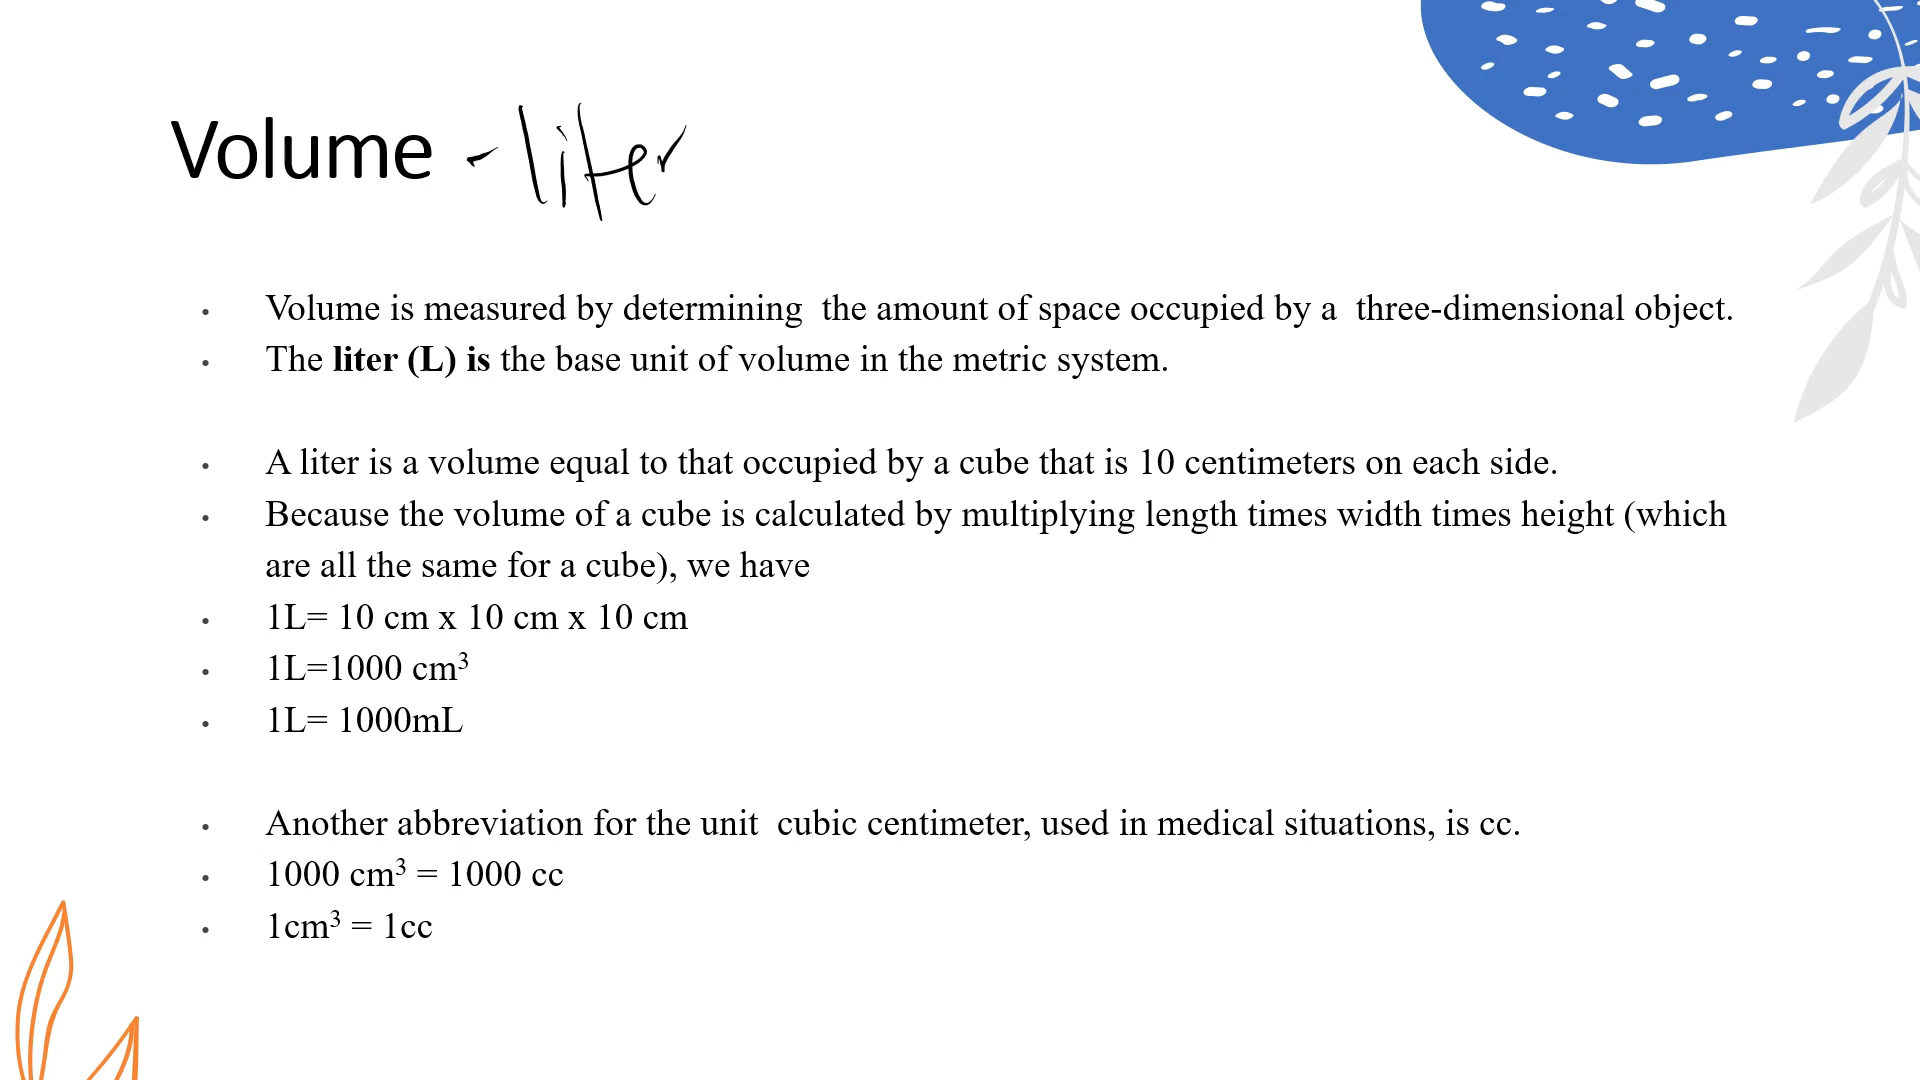 Volume - liter
• Volume is measured by determining  the amount of space occupied by a  three-dimensional object.
• The liter (L) is the base unit of volume in the metric system.
• A liter is a volume equal to that occupied by a cube that is 10 centimeters on each side.
• Because the volume of a cube is calculated by multiplying length times width times height (which
are all the same for a cube), we have
• 1L= 10 cm x 10 cm x 10 cm
• 1L=1000 cm³
• 1L= 1000mL
• Another abbreviation for the unit  cubic centimeter, used in medical situations, is cc.
• 1000 cm³ = 1000 cc
• 1cm³ = 1cc